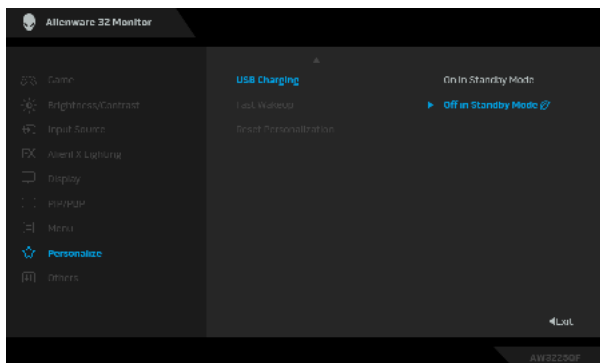 Alienware 32 Monitor
Game
Brightness/Contrast
Input Source
FX AlienFX Lighting
Display
PIP/PBP
Menu
Personalize
Others
USB Charging
Fast Wakeup
Reset Personalization
On in Standby Mode
Off in Standby Mode
Exit
AW3225QF